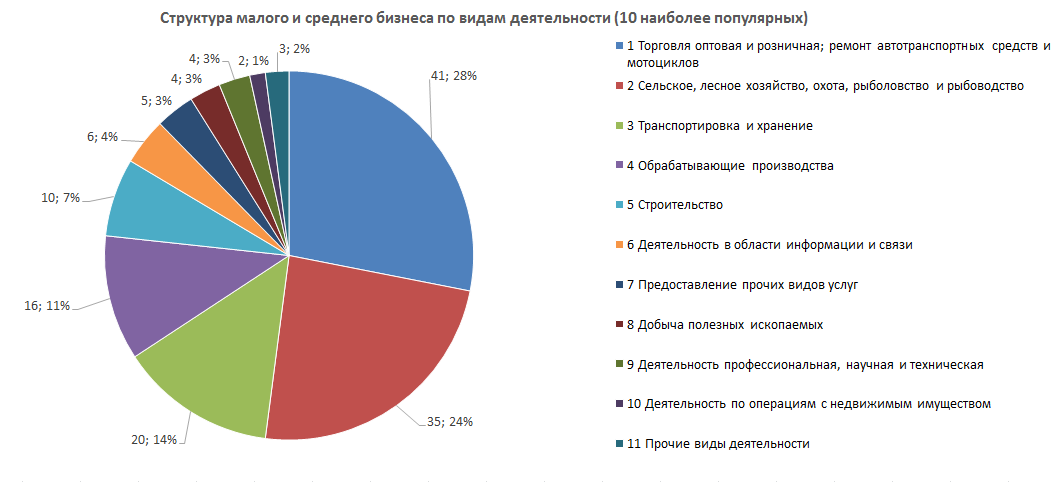 Структура малого и среднего бизнеса по видам деятельности (10 наиболее популярных)
3; 2%
2; 1%
4; 3%
4; 3%
5; 3%
6; 4%
10; 7%
16; 11%
20; 14%
35; 24%
41; 28%
1 Торговля оптовая и розничная; ремонт автотранспортных средств и
мотоциклов
2 Сельское, лесное хозяйство, охота, рыболовство и рыбоводство
3 Транспортировка и хранение
4 Обрабатывающие производства
5 Строительство
6 Деятельность в области информации и связи
7 Предоставление прочих видов услуг
8 Добыча полезных ископаемых
9 Деятельность профессиональная, научная и техническая
10 Деятельность по операциям с недвижимым имуществом
11 Прочие виды деятельности